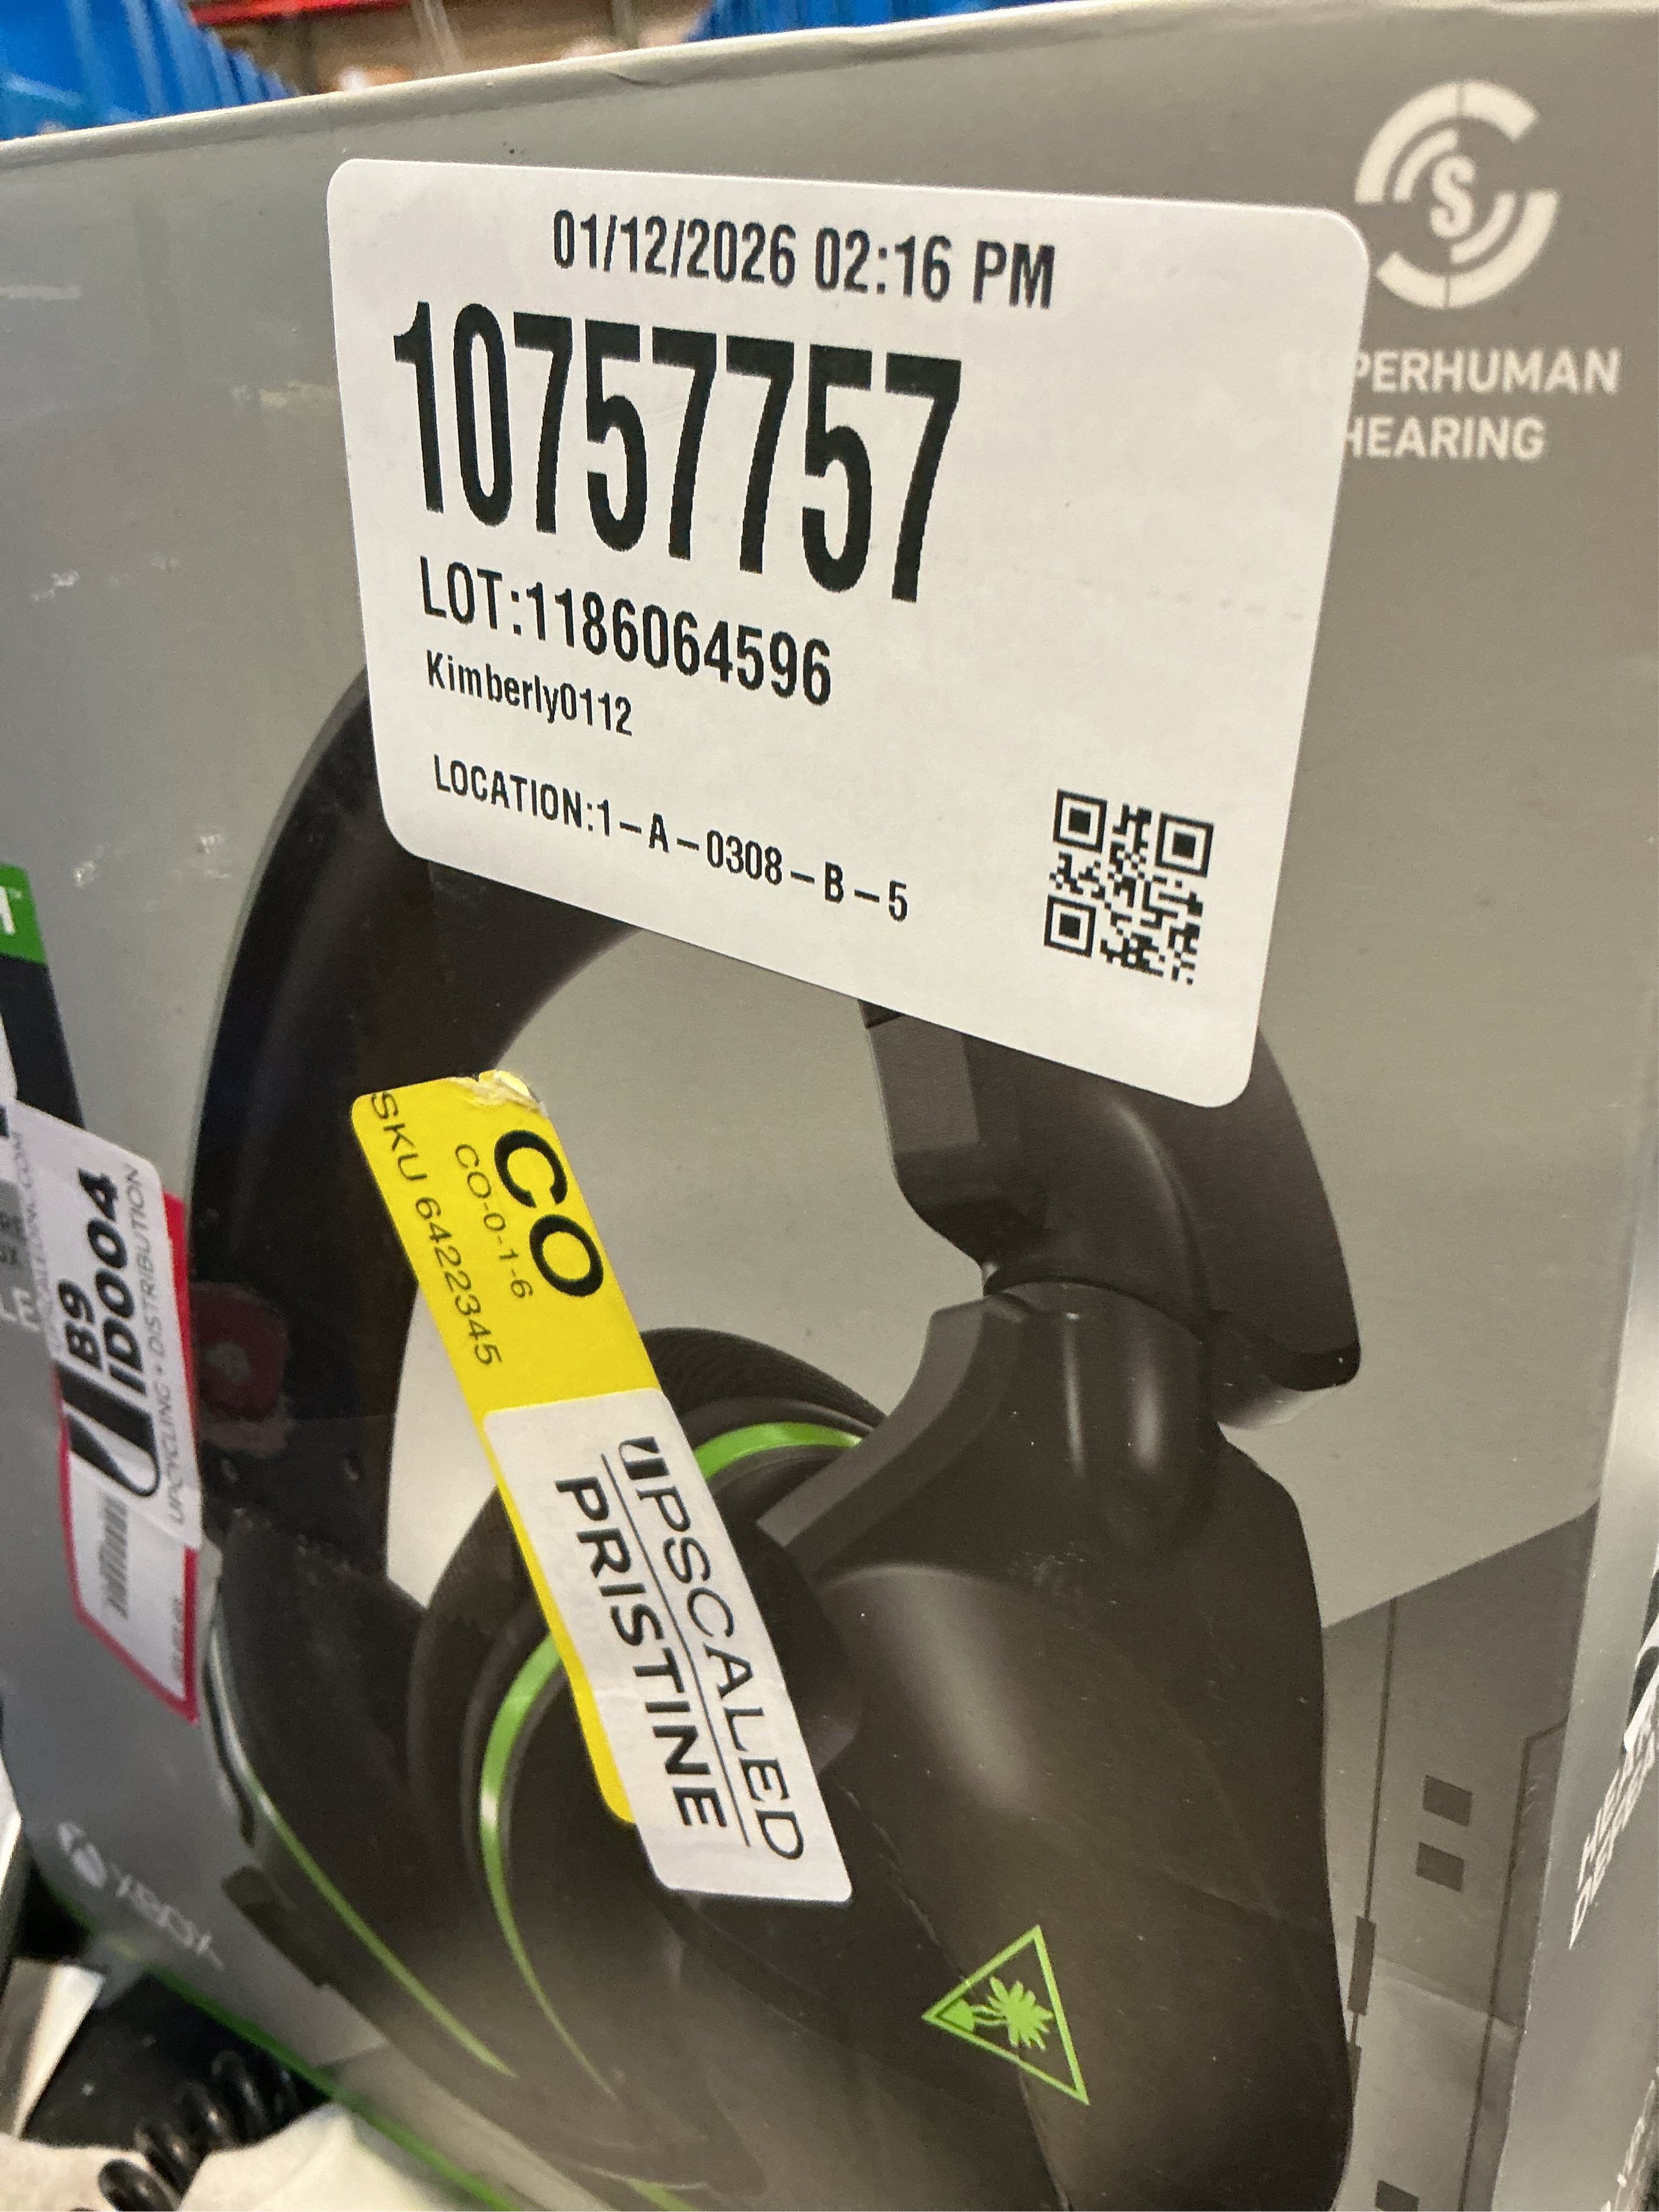 01/12/2026 02:16 PM
10757757
LOT:1186064596
Kimberly0112
LOCATION:1-A-0308-B-5
S
PERHUMAN
HEARING
CO
CO-0-1-6
SKU 6422345
UPSCALED
PRISTINE
B9
ID004
UPCYCLING + DISTRIBUTION
XBOX